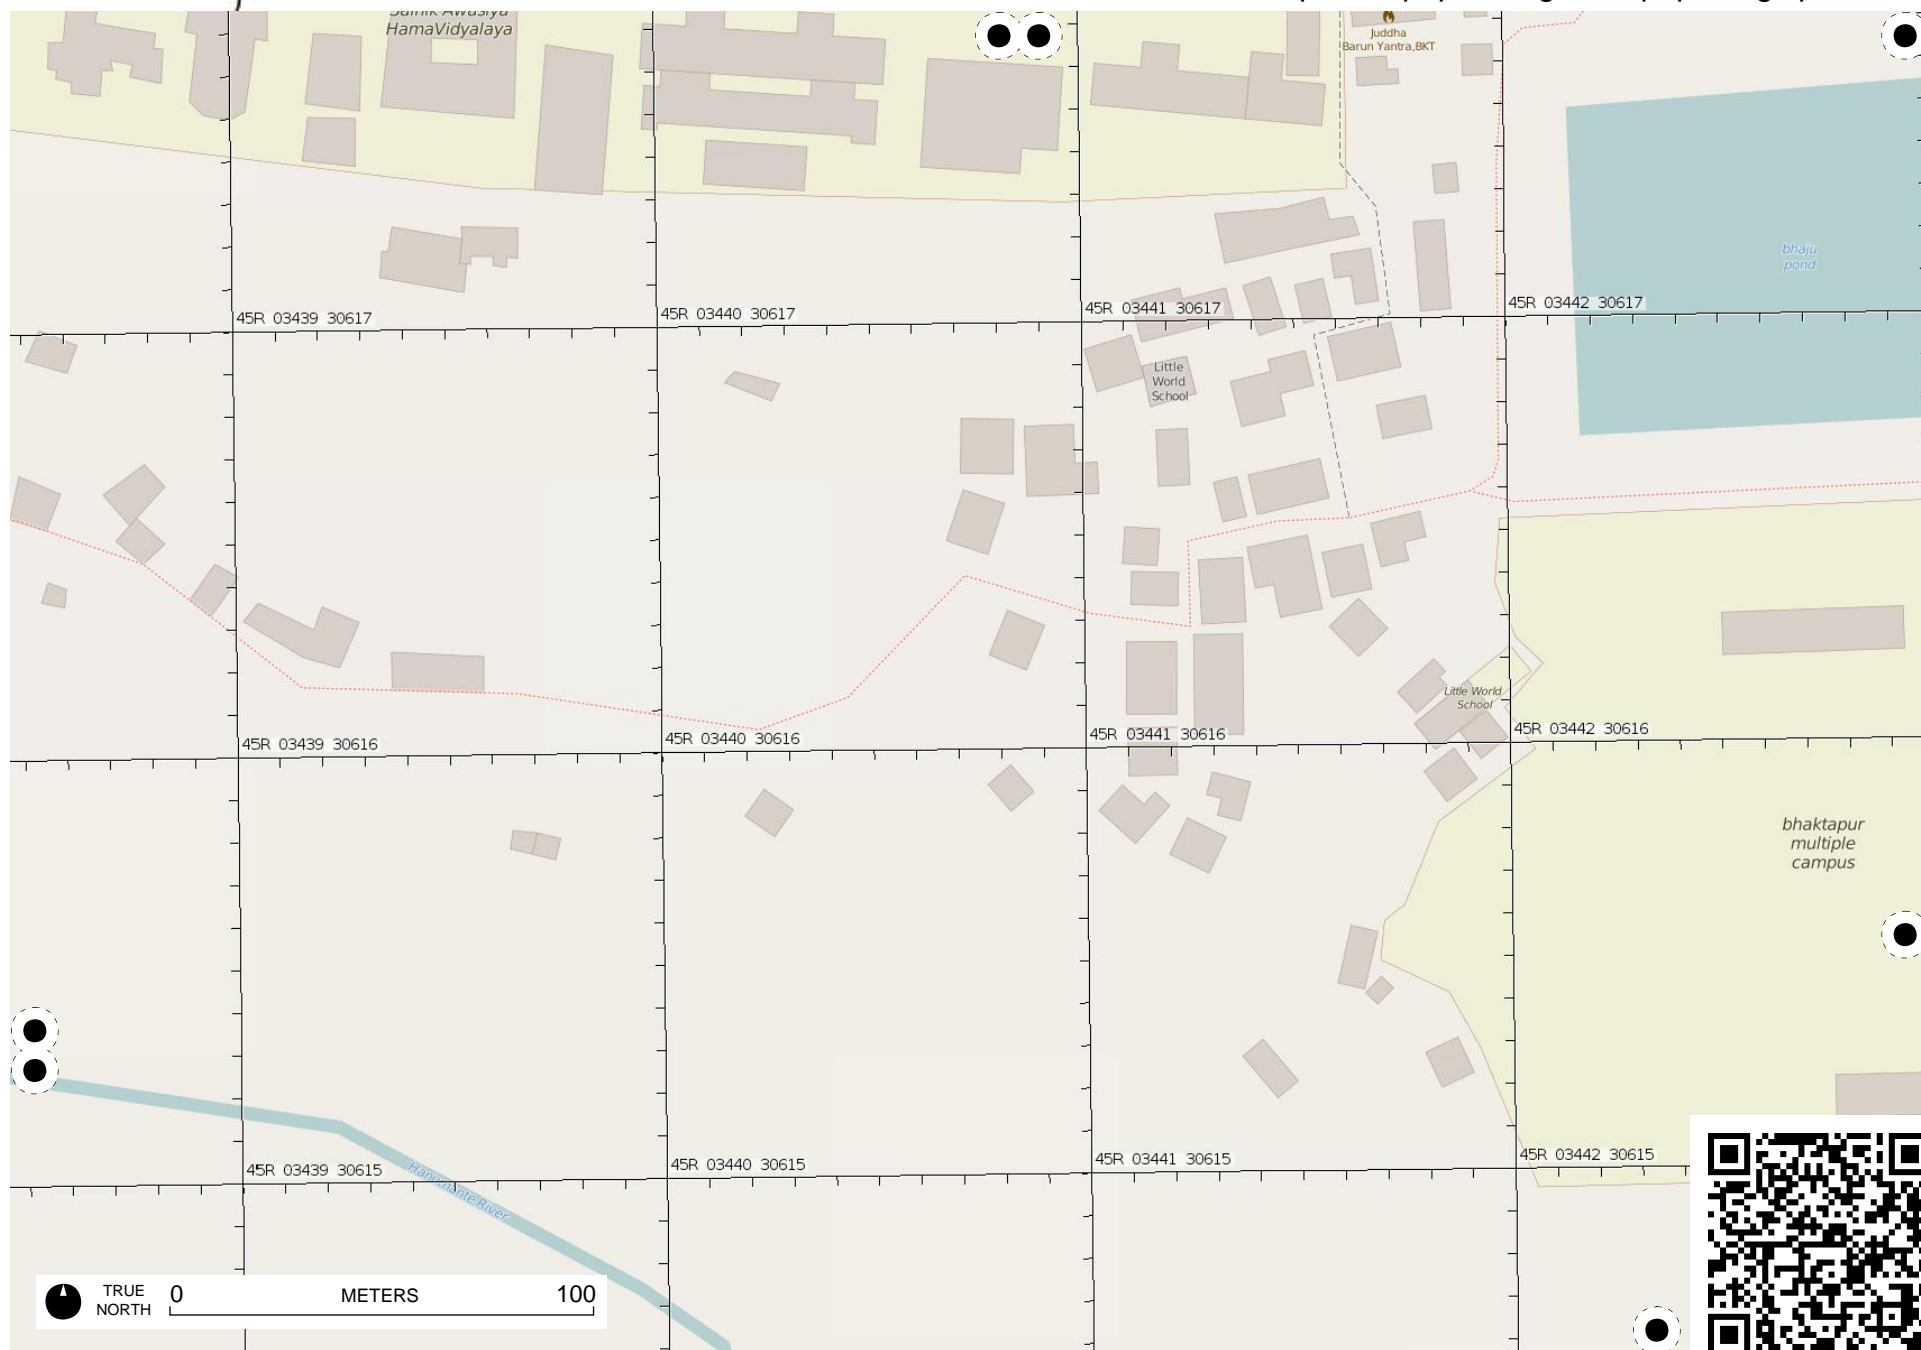 HamaVidyalaya
Juddha
Barun Yantra,BKT
bhaju
pond
45R 03439 30617
45R 03440 30617
45R 03441 30617
45R 03442 30617
Little
World
School
Little World
School
45R 03439 30616
45R 03440 30616
45R 03441 30616
45R 03442 30616
bhaktapur
multiple
campus
45R 03439 30615
45R 03440 30615
45R 03441 30615
45R 03442 30615
Hanumante River
TRUE
NORTH
0
METERS
100